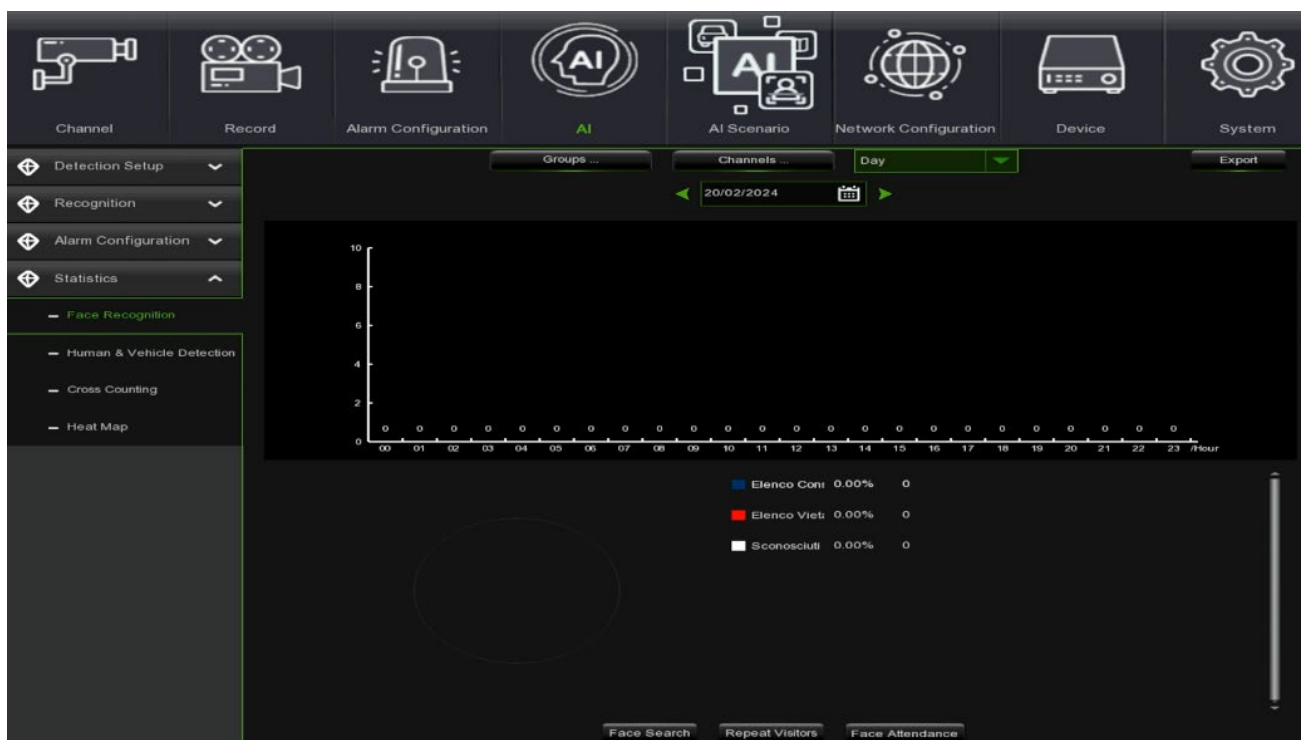 Channel Record Alarm Configuration AI AI Scenario Network Configuration Device System
Detection Setup
Recognition
Alarm Configuration
Statistics
Face Recognition
Human & Vehicle Detection
Cross Counting
Heat Map
Groups ... Channels ... Day Export
20/02/2024
10
8
6
4
2
0
0 0 0 0 0 0 0 0 0 0 0 0 0 0 0 0 0 0 0 0 0 0 0 0
00 01 02 03 04 05 06 07 08 09 10 11 12 13 14 15 16 17 18 19 20 21 22 23 /Hour
Elenco Cons 0.00% 0
Elenco Vieta 0.00% 0
Sconosciuti 0.00% 0
Face Search Repeat Visitors Face Attendance